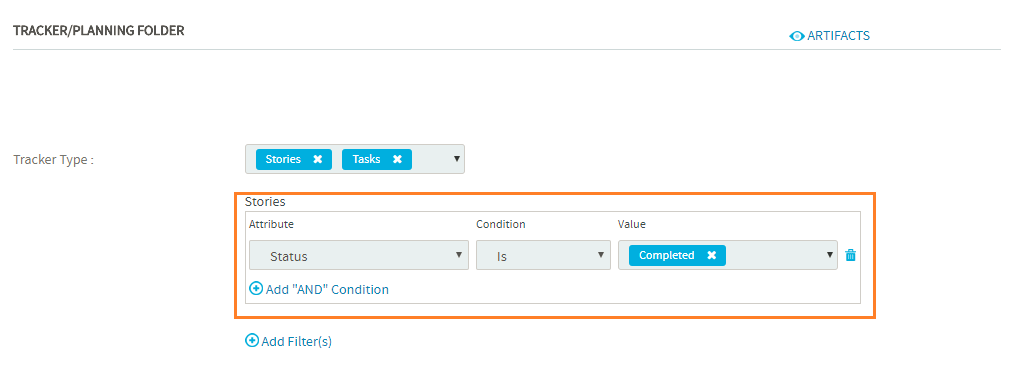 TRACKER/PLANNING FOLDER
ARTIFACTS
Tracker Type : Stories Tasks
Stories
Attribute Condition Value
Status Is Completed
Add "AND" Condition
Add Filter(s)